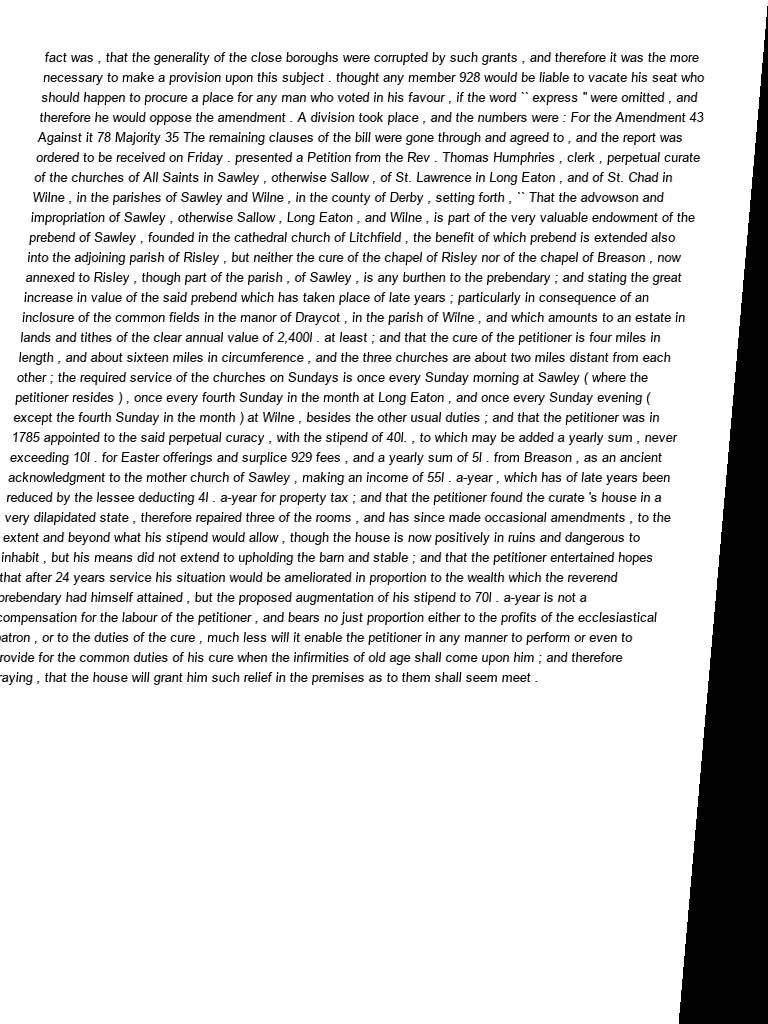 fact was , that the generality of the close boroughs were corrupted by such grants , and therefore it was the more
necessary to make a provision upon this subject . thought any member 928 would be liable to vacate his seat who
should happen to procure a place for any man who voted in his favour , if the word `` express '' were omitted , and
therefore he would oppose the amendment . A division took place , and the numbers were : For the Amendment 43
Against it 78 Majority 35 The remaining clauses of the bill were gone through and agreed to , and the report was
ordered to be received on Friday . presented a Petition from the Rev . Thomas Humphries , clerk , perpetual curate
of the churches of All Saints in Sawley , otherwise Sallow , of St. Lawrence in Long Eaton , and of St. Chad in
Wilne , in the parishes of Sawley and Wilne , in the county of Derby , setting forth , `` That the advowson and
impropriation of Sawley , otherwise Sallow , Long Eaton , and Wilne , is part of the very valuable endowment of the
prebend of Sawley , founded in the cathedral church of Litchfield , the benefit of which prebend is extended also
into the adjoining parish of Risley , but neither the cure of the chapel of Risley nor of the chapel of Breason , now
annexed to Risley , though part of the parish , of Sawley , is any burthen to the prebendary ; and stating the great
increase in value of the said prebend which has taken place of late years ; particularly in consequence of an
inclosure of the common fields in the manor of Draycot , in the parish of Wilne , and which amounts to an estate in
lands and tithes of the clear annual value of 2,400l . at least ; and that the cure of the petitioner is four miles in
length , and about sixteen miles in circumference , and the three churches are about two miles distant from each
other ; the required service of the churches on Sundays is once every Sunday morning at Sawley ( where the
petitioner resides ) , once every fourth Sunday in the month at Long Eaton , and once every Sunday evening (
except the fourth Sunday in the month ) at Wilne , besides the other usual duties ; and that the petitioner was in
1785 appointed to the said perpetual curacy , with the stipend of 40l. , to which may be added a yearly sum , never
exceeding 10l . for Easter offerings and surplice 929 fees , and a yearly sum of 5l . from Breason , as an ancient
acknowledgment to the mother church of Sawley , making an income of 55l . a-year , which has of late years been
reduced by the lessee deducting 4l . a-year for property tax ; and that the petitioner found the curate 's house in a
very dilapidated state , therefore repaired three of the rooms , and has since made occasional amendments , to the
extent and beyond what his stipend would allow , though the house is now positively in ruins and dangerous to
inhabit , but his means did not extend to upholding the barn and stable ; and that the petitioner entertained hopes
that after 24 years service his situation would be ameliorated in proportion to the wealth which the reverend
prebendary had himself attained , but the proposed augmentation of his stipend to 70l . a-year is not a
compensation for the labour of the petitioner , and bears no just proportion either to the profits of the ecclesiastical
patron , or to the duties of the cure , much less will it enable the petitioner in any manner to perform or even to
rovide for the common duties of his cure when the infirmities of old age shall come upon him ; and therefore
raying , that the house will grant him such relief in the premises as to them shall seem meet .